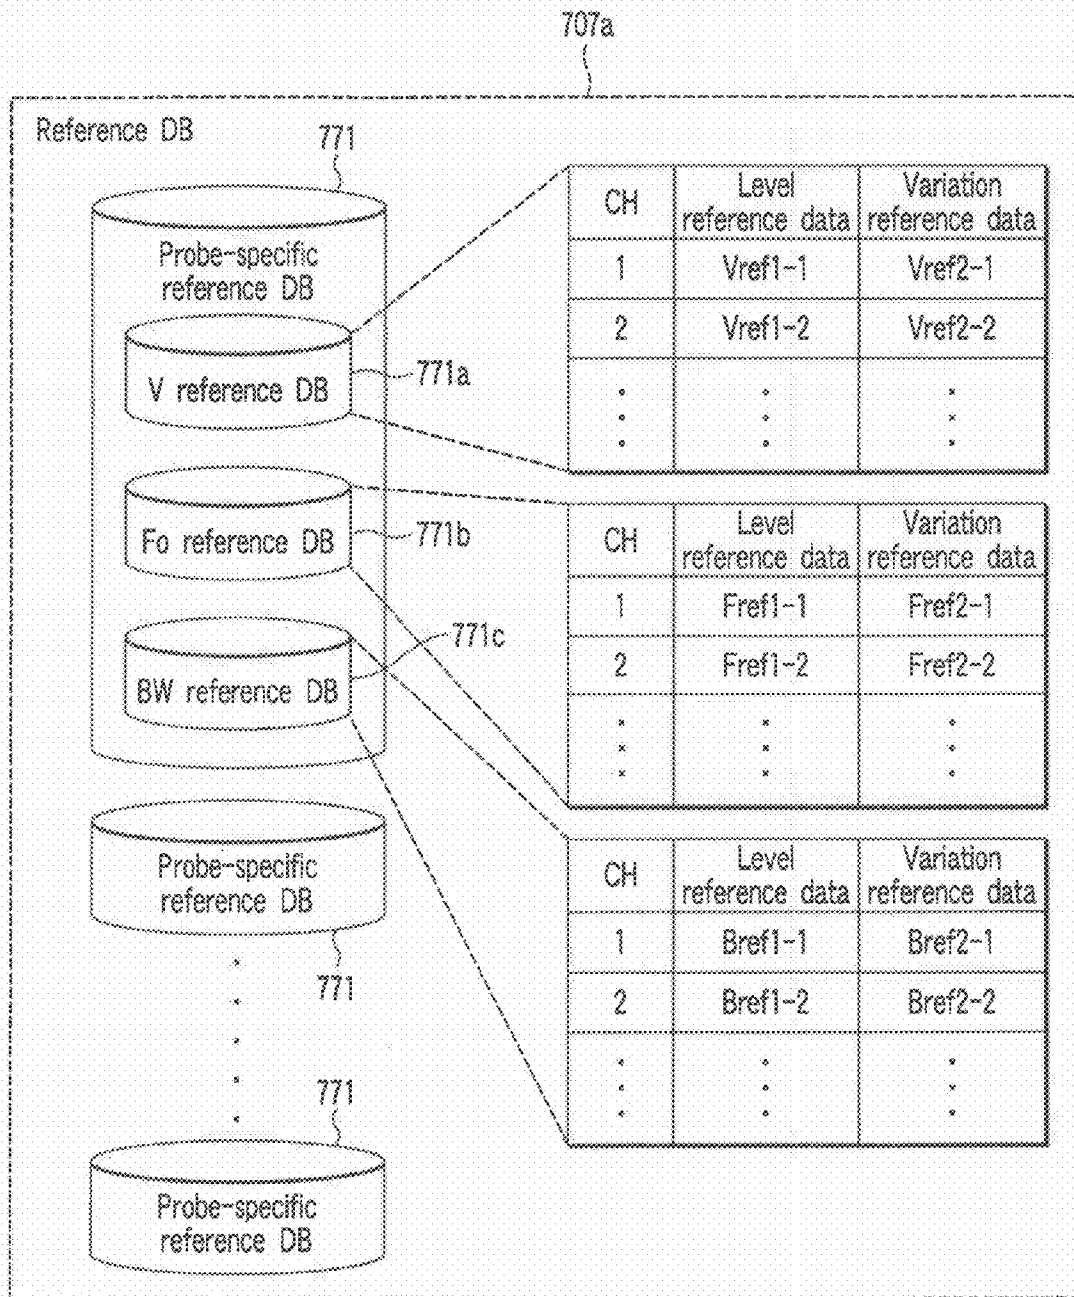 707a
Reference DB
771
Probe-specific
reference DB
V reference DB
771a
Fo reference DB
771b
BW reference DB
771c
Probe-specific
reference DB
771
771
Probe-specific
reference DB
CH Level reference data Variation reference data
1 Vref1-1 Vref2-1
2 Vref1-2 Vref2-2
CH Level reference data Variation reference data
1 Fref1-1 Fref2-1
2 Fref1-2 Fref2-2
CH Level reference data Variation reference data
1 Bref1-1 Bref2-1
2 Bref1-2 Bref2-2